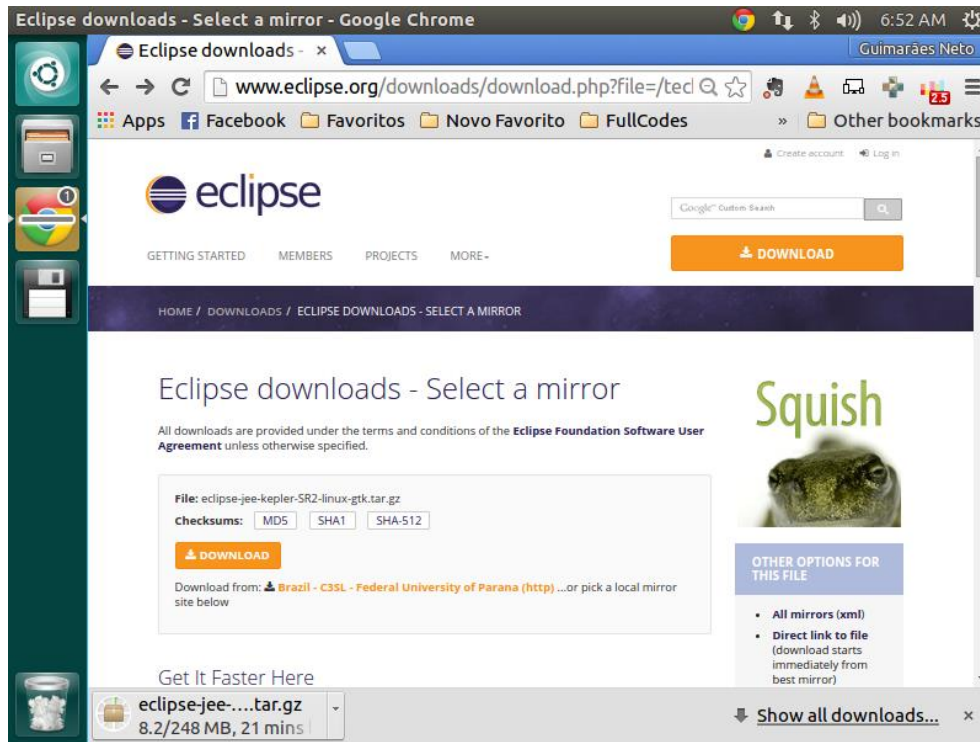 Eclipse downloads - Select a mirror - Google Chrome
6:52 AM
Eclipse downloads -
Guimarães Neto
www.eclipse.org/downloads/download.php?file=/tecl
2.5
Apps
Facebook
Favoritos
Novo Favorito
FullCodes
»
Other bookmarks
Create account
Log in
eclipse
Google™ Custom Search
GETTING STARTED
MEMBERS
PROJECTS
MORE
DOWNLOAD
HOME / DOWNLOADS / ECLIPSE DOWNLOADS - SELECT A MIRROR
Eclipse downloads - Select a mirror
All downloads are provided under the terms and conditions of the Eclipse Foundation Software User
Agreement unless otherwise specified.
File: eclipse-jee-kepler-SR2-linux-gtk.tar.gz
Checksums: MD5 SHA1 SHA-512
DOWNLOAD
Download from: Brazil - C3SL - Federal University of Parana (http) ...or pick a local mirror
site below
Get It Faster Here
Squish
OTHER OPTIONS FOR
THIS FILE
• All mirrors (xml)
• Direct link to file
(download starts
immediately from
best mirror)
1
eclipse-jee-....tar.gz
8.2/248 MB, 21 mins
Show all downloads...